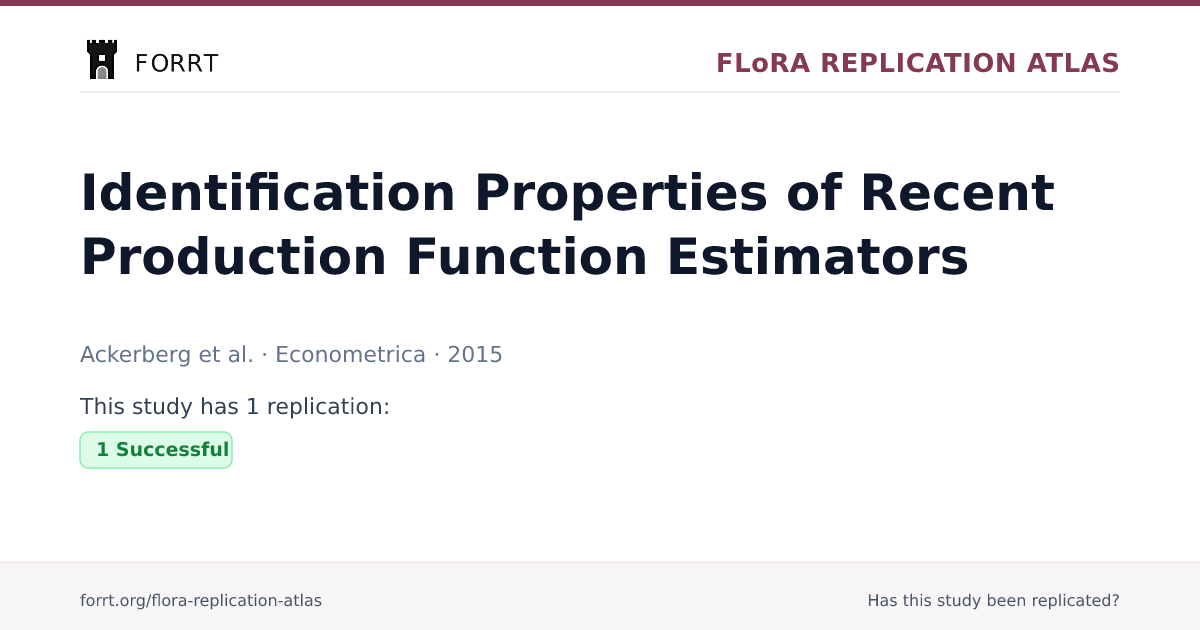 FORRT
FLoRA REPLICATION ATLAS
Identification Properties of Recent
Production Function Estimators
Ackerberg et al. · Econometrica · 2015
This study has 1 replication:
1 Successful
forrt.org/flora-replication-atlas
Has this study been replicated?